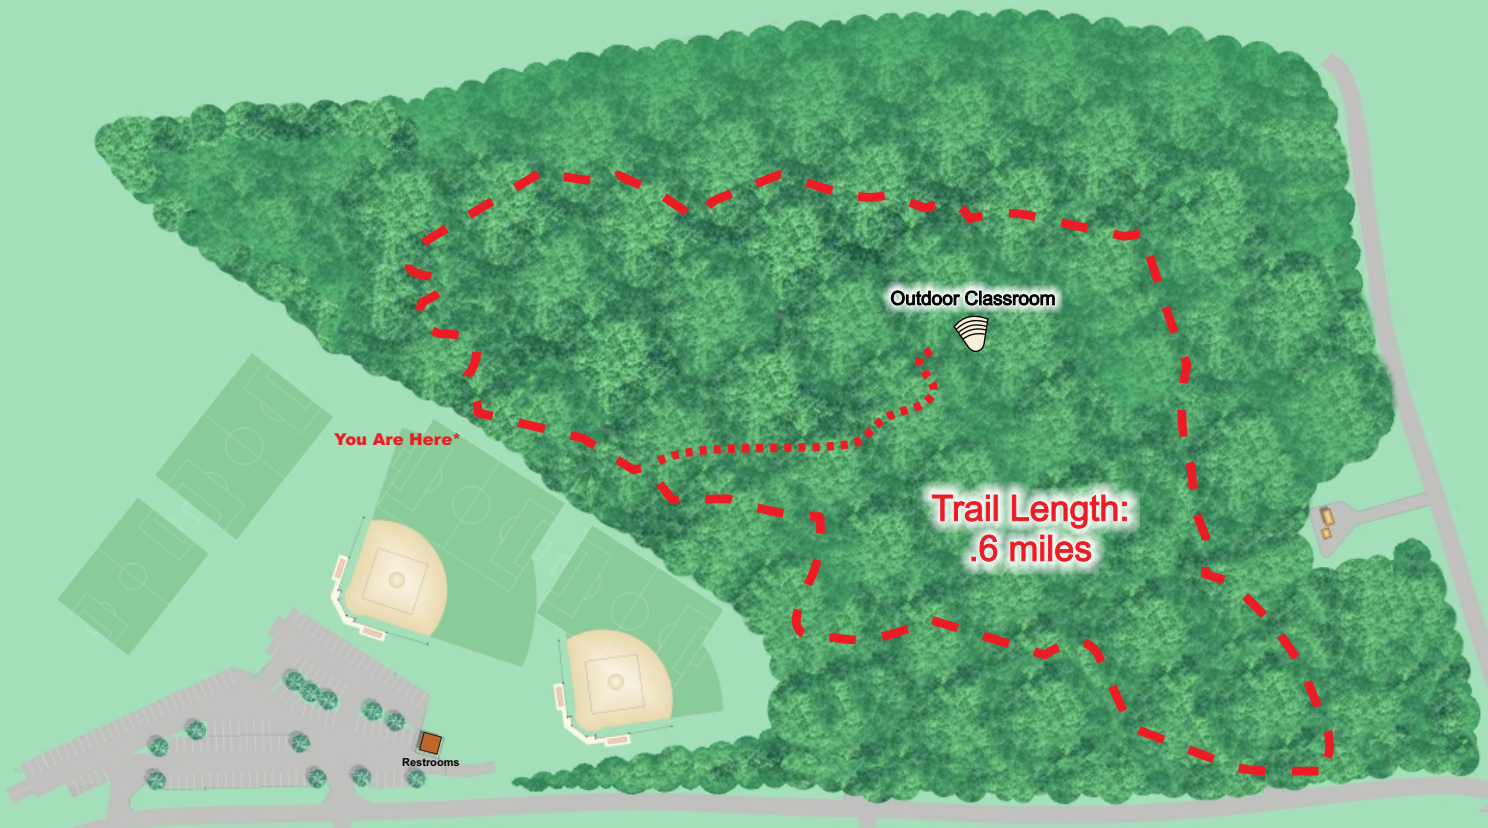 Outdoor Classroom
You Are Here*
Trail Length:
.6 miles
Restrooms